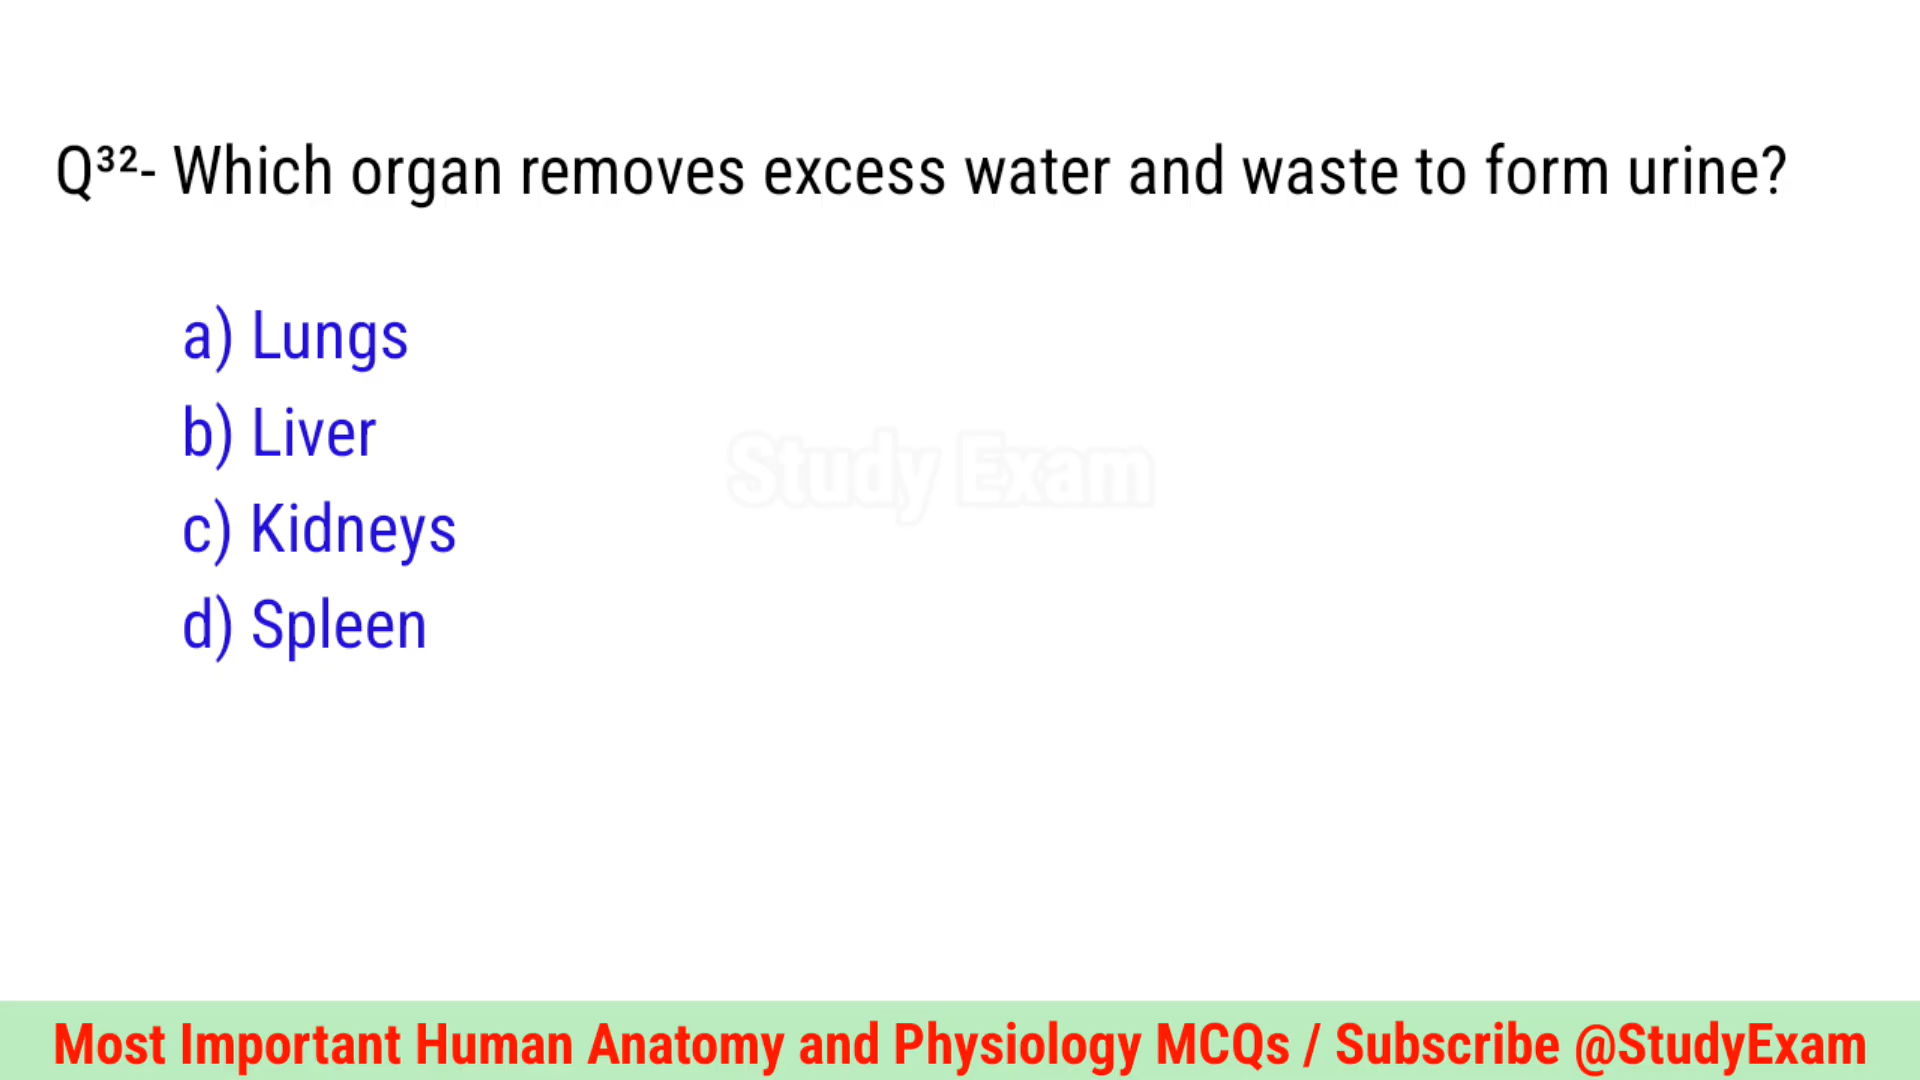 Q³²- Which organ removes excess water and waste to form urine?
a) Lungs
b) Liver
Study Exam
c) Kidneys
d) Spleen
Most Important Human Anatomy and Physiology MCQs / Subscribe @StudyExam